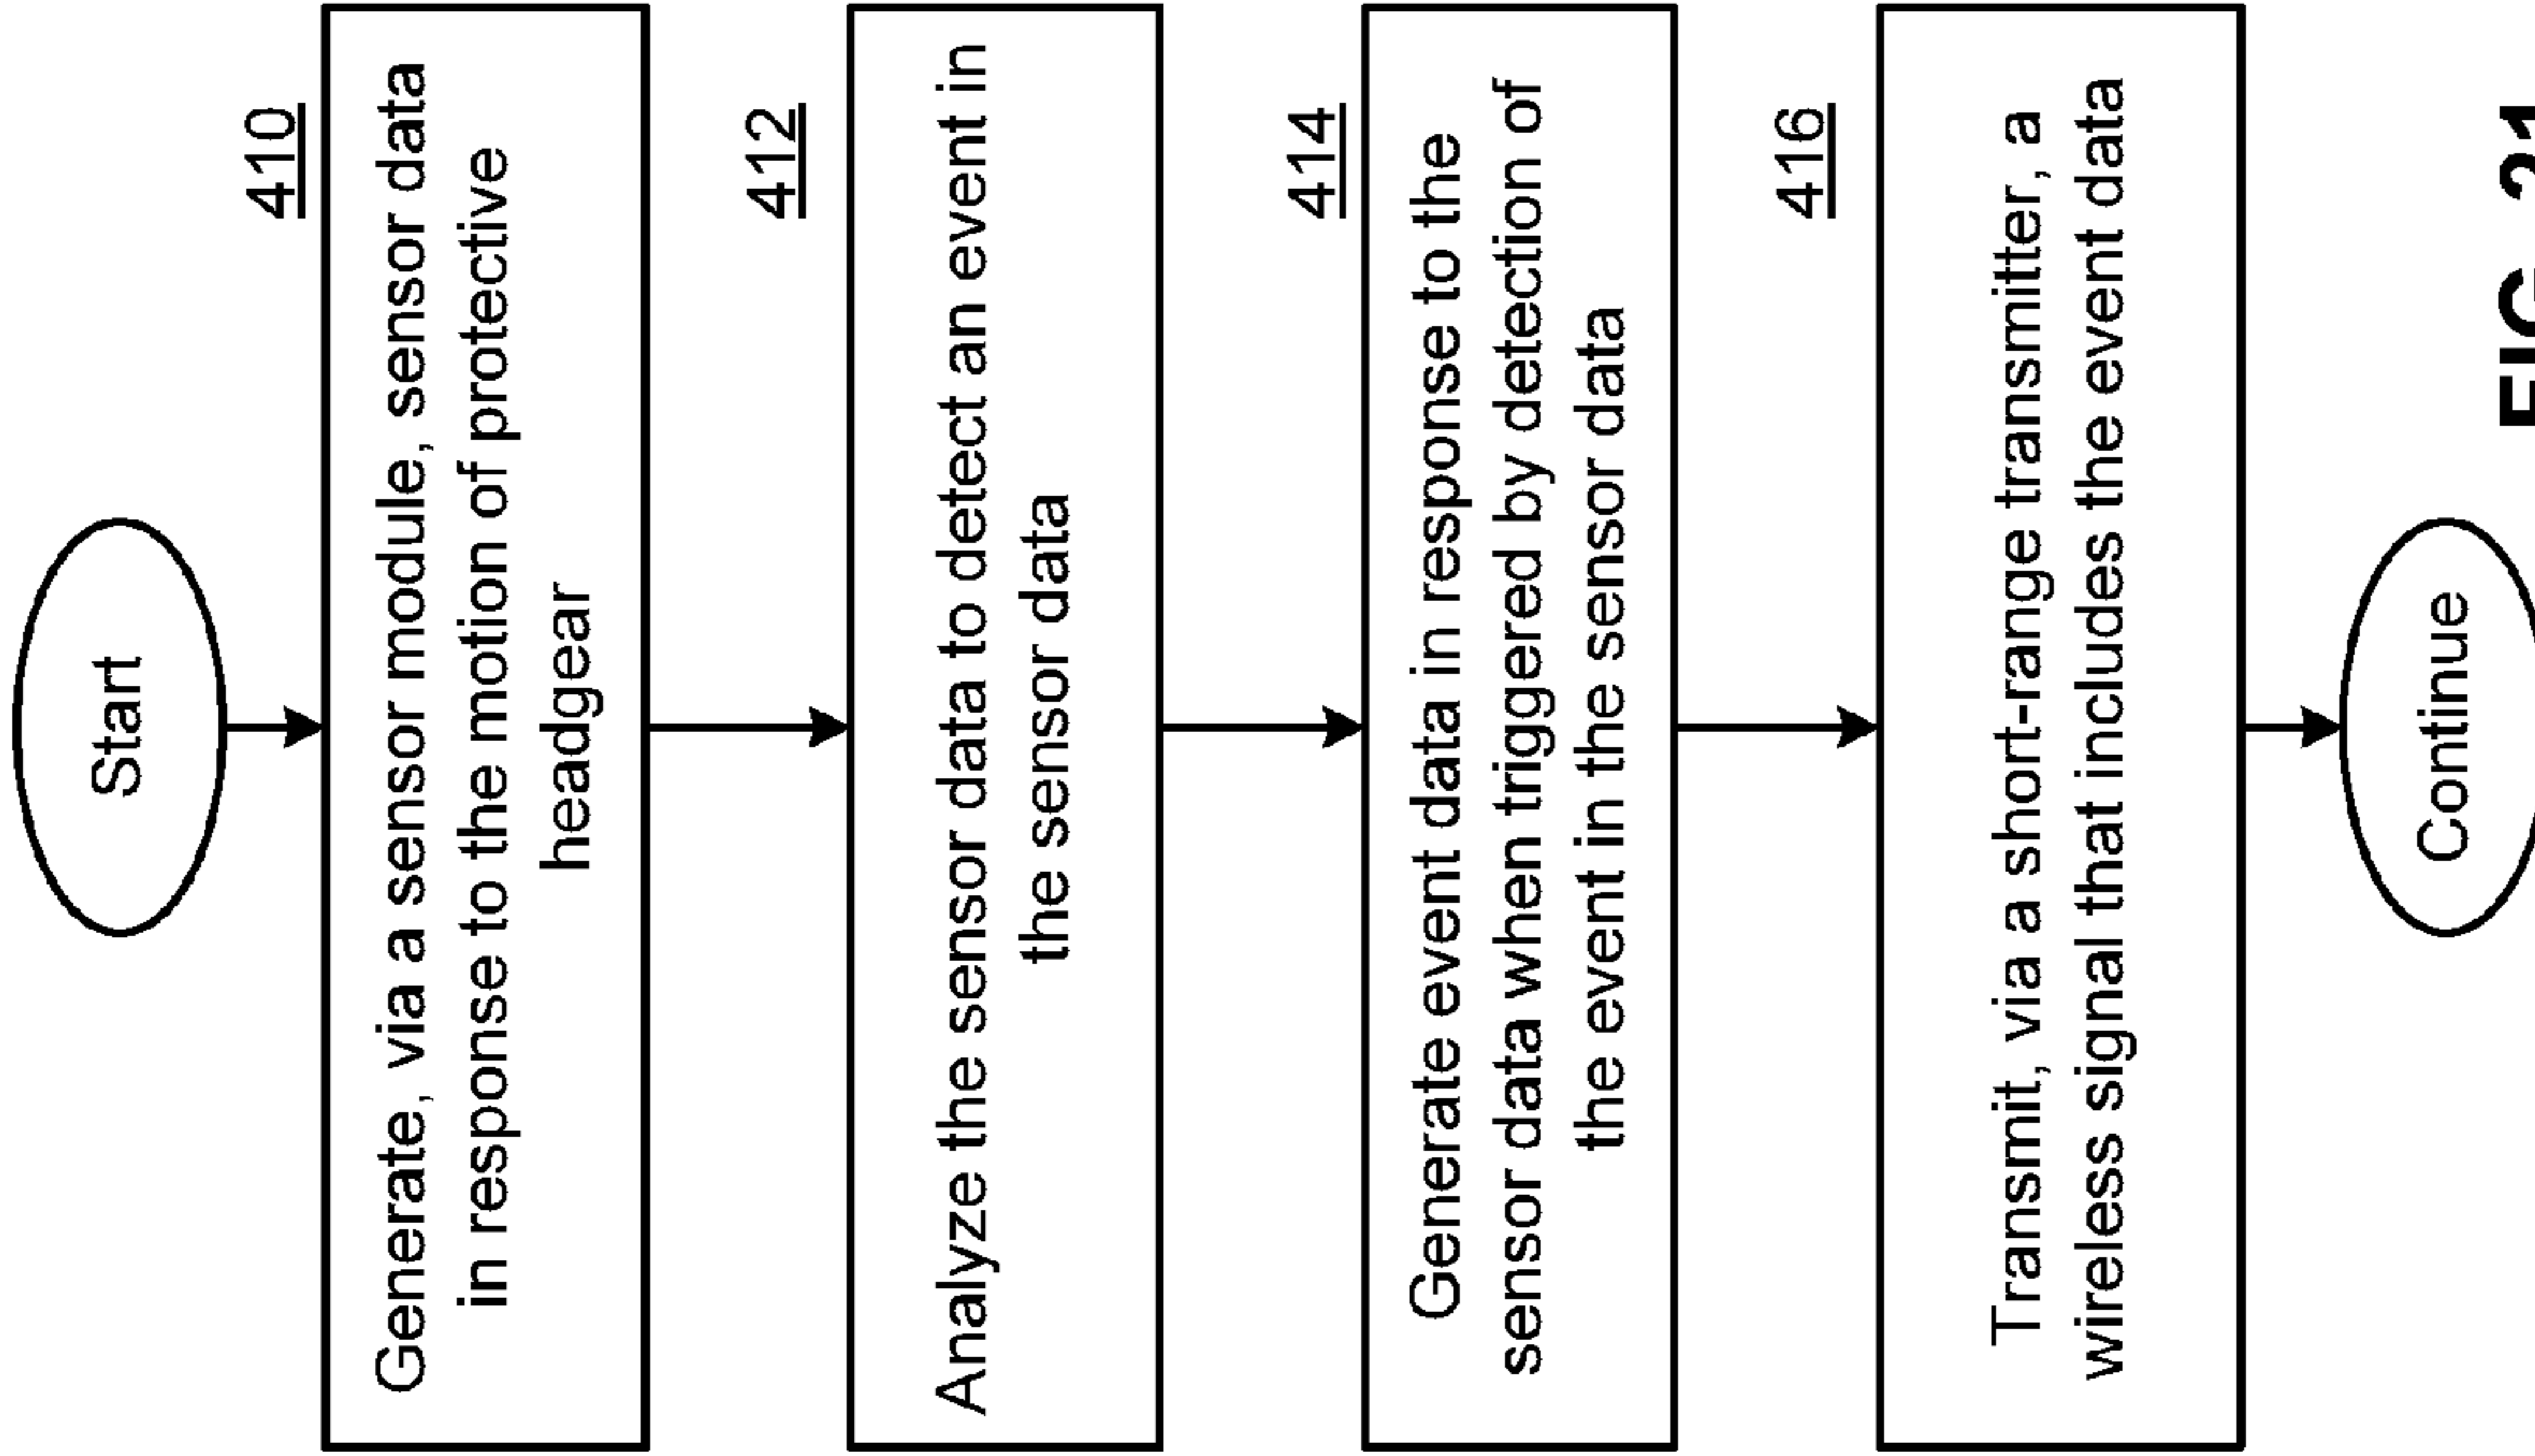 Start
410
Generate, via a sensor module, sensor data
in response to the motion of protective
headgear
412
Analyze the sensor data to detect an event in
the sensor data
414
Generate event data in response to the
sensor data when triggered by detection of
the event in the sensor data
416
Transmit, via a short-range transmitter, a
wireless signal that includes the event data
Continue
FIG. 21